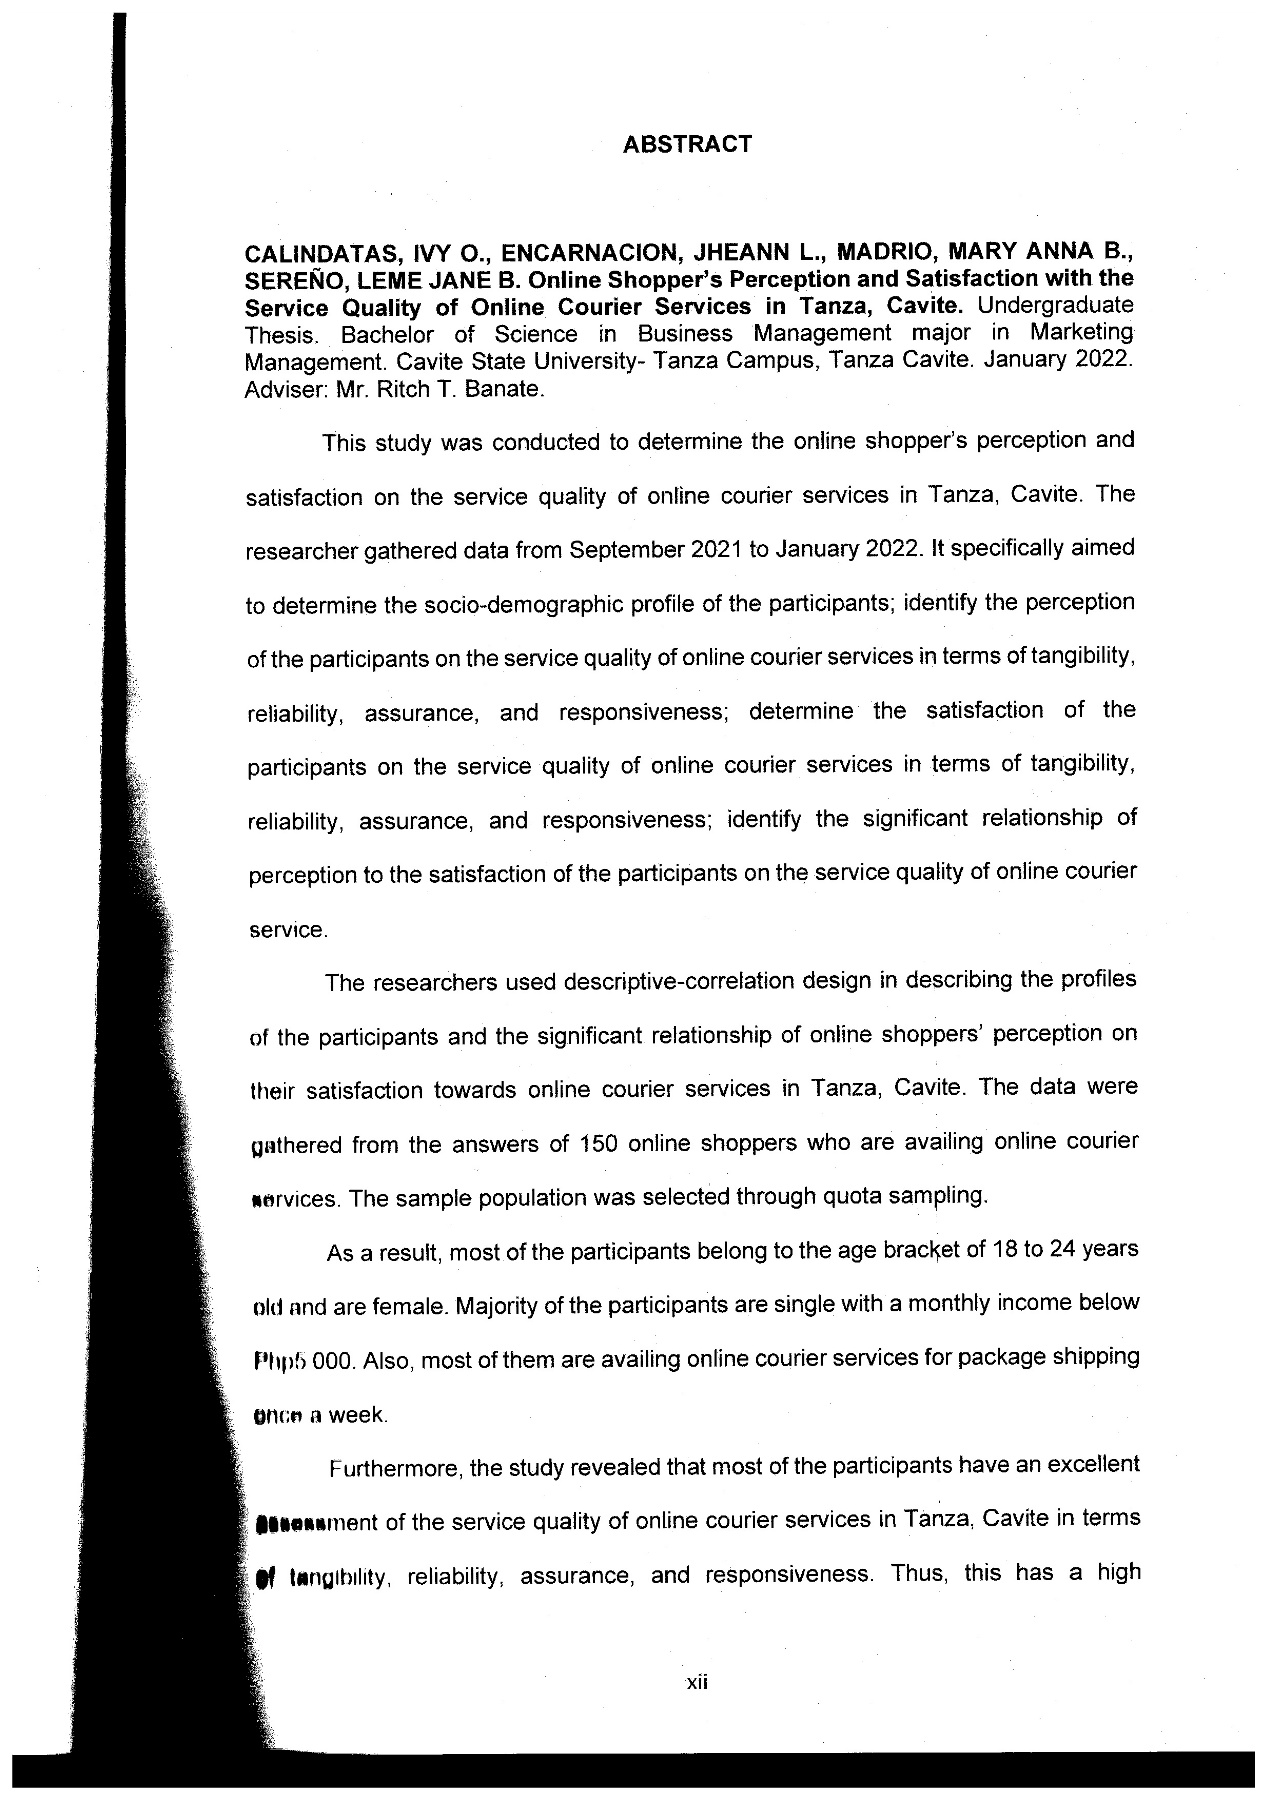 ABSTRACT
CALINDATAS, IVY O., ENCARNACION, JHEANN L., MADRIO, MARY ANNA B.,
SEREÑO, LEME JANE B. Online Shopper's Perception and Satisfaction with the
Service Quality of Online Courier Services in Tanza, Cavite. Undergraduate
Thesis. Bachelor of Science in Business Management major in Marketing
Management. Cavite State University- Tanza Campus, Tanza Cavite. January 2022.
Adviser: Mr. Ritch T. Banate.
This study was conducted to determine the online shopper's perception and
satisfaction on the service quality of online courier services in Tanza, Cavite. The
researcher gathered data from September 2021 to January 2022. It specifically aimed
to determine the socio-demographic profile of the participants; identify the perception
of the participants on the service quality of online courier services in terms of tangibility,
reliability, assurance, and responsiveness; determine the satisfaction of the
participants on the service quality of online courier services in terms of tangibility,
reliability, assurance, and responsiveness; identify the significant relationship of
perception to the satisfaction of the participants on the service quality of online courier
service.
The researchers used descriptive-correlation design in describing the profiles
of the participants and the significant relationship of online shoppers' perception on
their satisfaction towards online courier services in Tanza, Cavite. The data were
gathered from the answers of 150 online shoppers who are availing online courier
services. The sample population was selected through quota sampling.
As a result, most of the participants belong to the age bracket of 18 to 24 years
old and are female. Majority of the participants are single with a monthly income below
Php5 000. Also, most of them are availing online courier services for package shipping
once a week.
Furthermore, the study revealed that most of the participants have an excellent
assessment of the service quality of online courier services in Tanza, Cavite in terms
of tangibility, reliability, assurance, and responsiveness. Thus, this has a high
xii